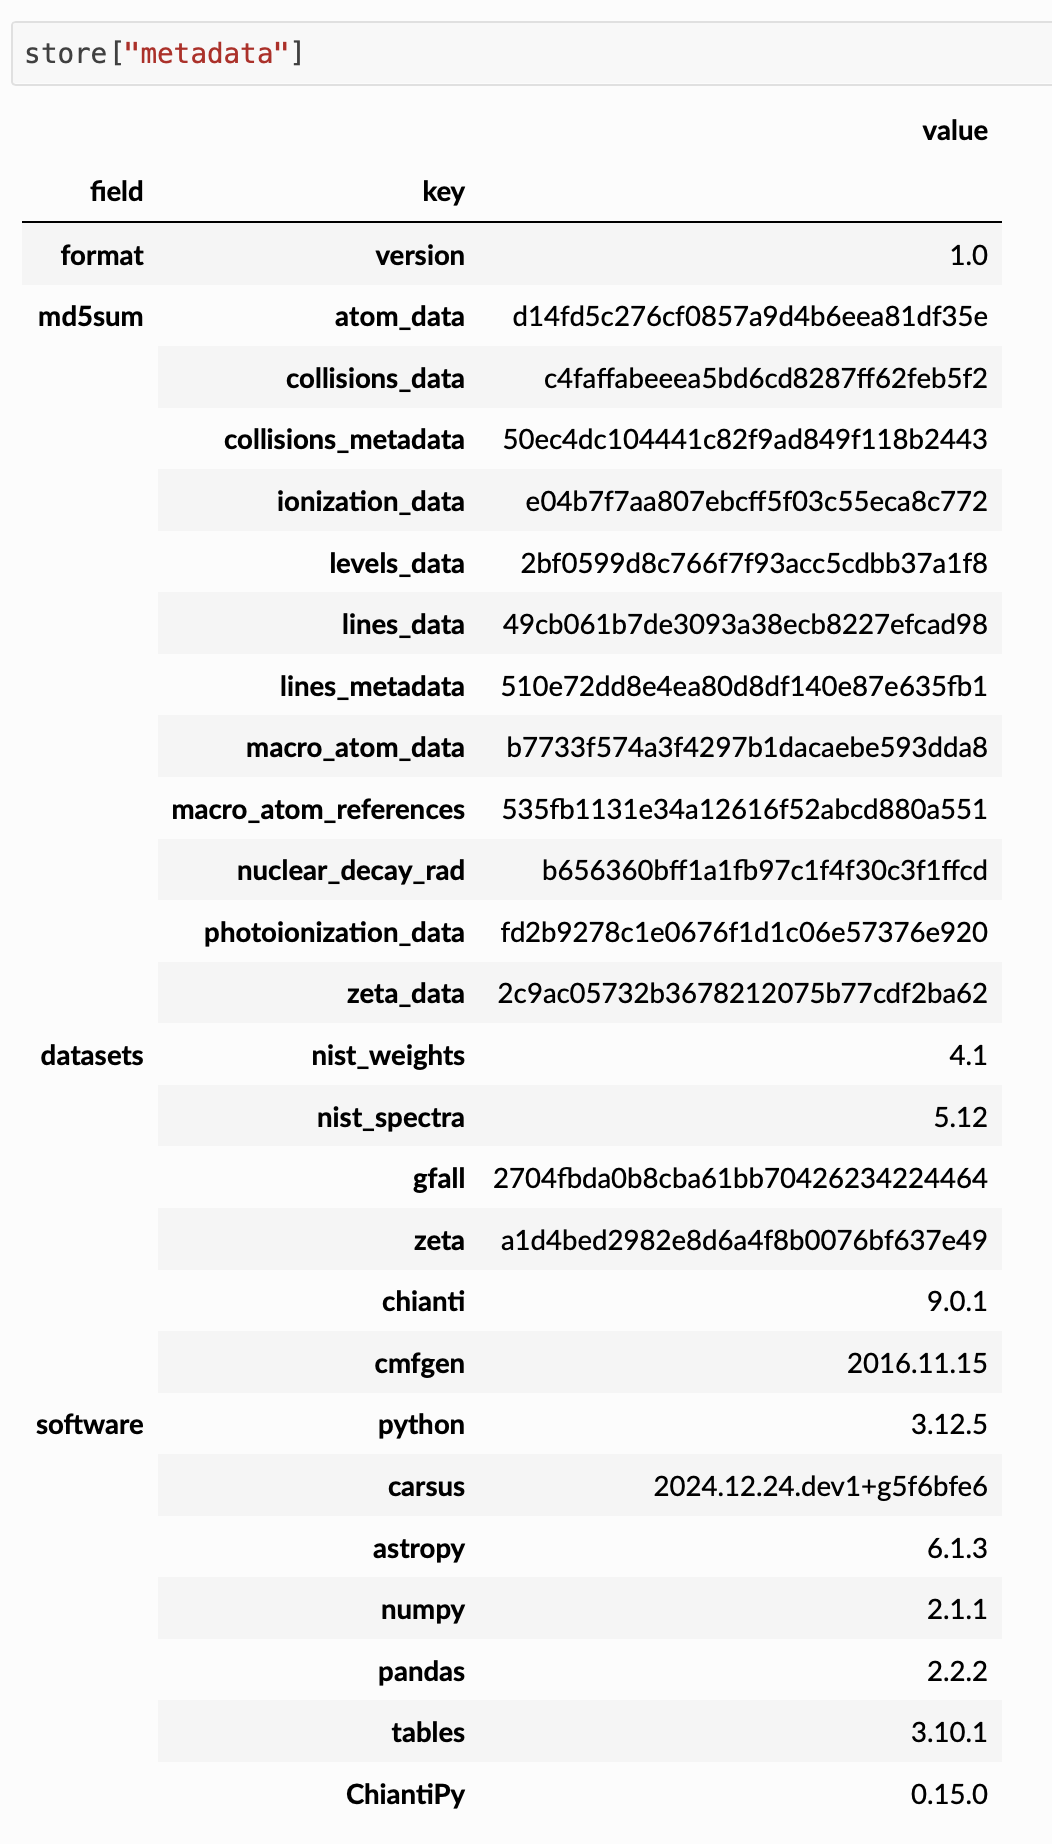 store["metadata"]
value
field key
format version 1.0
md5sum atom_data d14fd5c276cf0857a9d4b6eea81df35e
collisions_data c4faffabeeea5bd6cd8287ff62feb5f2
collisions_metadata 50ec4dc104441c82f9ad849f118b2443
ionization_data e04b7f7aa807ebcff5f03c55eca8c772
levels_data 2bf0599d8c766f7f93acc5cdbb37a1f8
lines_data 49cb061b7de3093a38ecb8227efcad98
lines_metadata 510e72dd8e4ea80d8df140e87e635fb1
macro_atom_data b7733f574a3f4297b1dacaebe593dda8
macro_atom_references 535fb1131e34a12616f52abcd880a551
nuclear_decay_rad b656360bff1a1fb97c1f4f30c3f1ffcd
photoionization_data fd2b9278c1e0676f1d1c06e57376e920
zeta_data 2c9ac05732b3678212075b77cdf2ba62
datasets nist_weights 4.1
nist_spectra 5.12
gfall 2704fbda0b8cba61bb70426234224464
zeta a1d4bed2982e8d6a4f8b0076bf637e49
chianti 9.0.1
cmfgen 2016.11.15
software python 3.12.5
carsus 2024.12.24.dev1+g5f6bfe6
astropy 6.1.3
numpy 2.1.1
pandas 2.2.2
tables 3.10.1
ChiantiPy 0.15.0